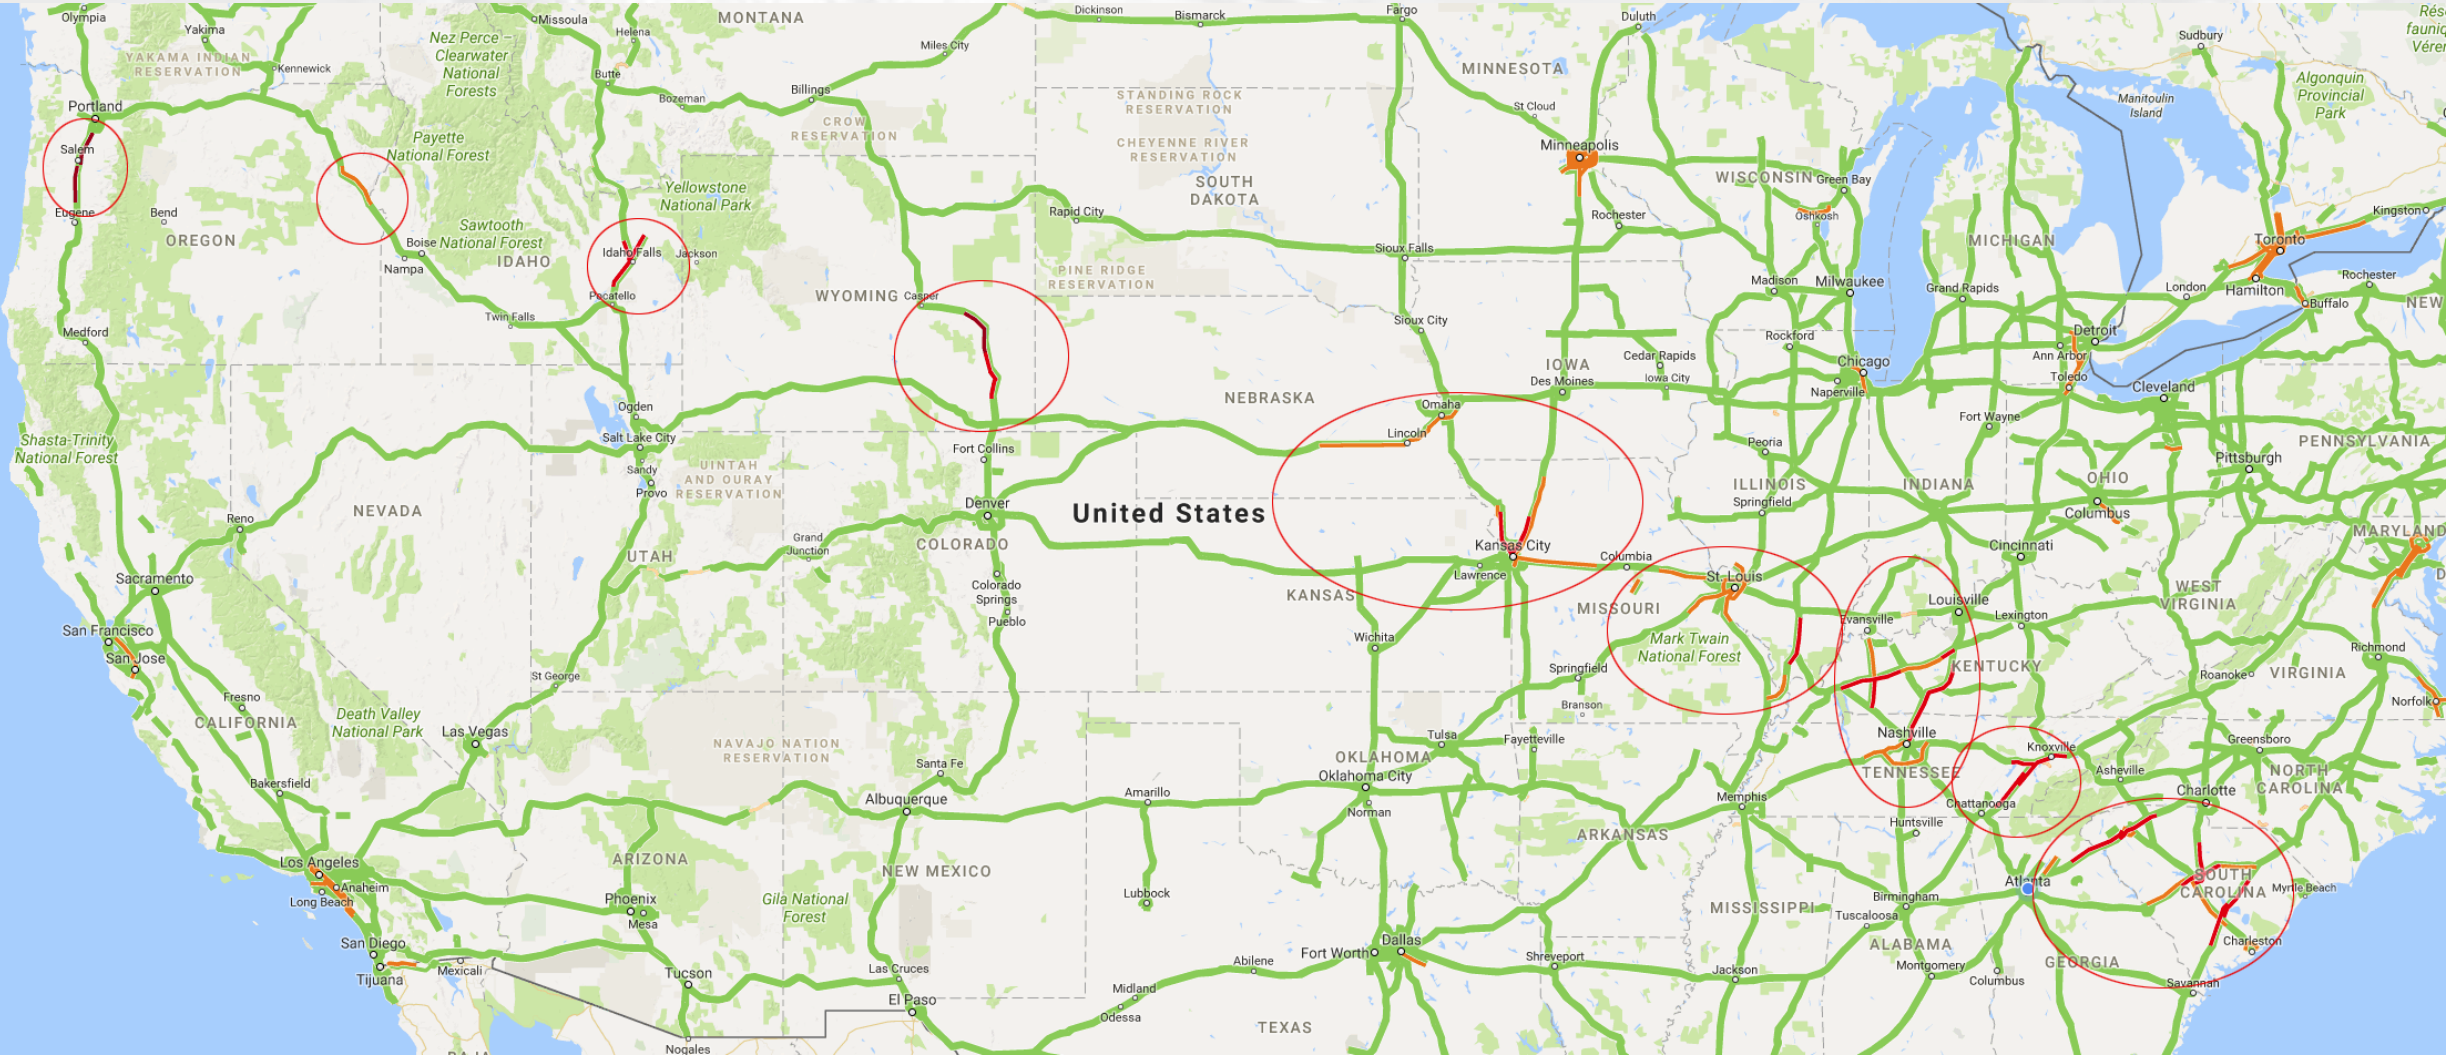 Olympia
Yakima
YAKAMA INDIAN
RESERVATION
Kennewick
Nez Perce -
Clearwater
National
Forests
Missoula
Helena
MONTANA
Miles City
Dickinson
Bismarck
Fargo
Duluth
Sudbury
Portland
Butte
Bozeman
Billings
CROW
RESERVATION
STANDING ROCK
RESERVATION
CHEYENNE RIVER
RESERVATION
MINNESOTA
St Cloud
Minneapolis
Manitoulin
Island
Algonquin
Provincial
Park
Rés
fauniq
Vérer
Salem
Eugene
Bend
OREGON
Payette
National Forest
Sawtooth
National Forest
Boise
Nampa
IDAHO
Yellowstone
National Park
Idaho Falls
Jackson
Pocatello
Twin Falls
WYOMING
Casper
Rapid City
SOUTH
DAKOTA
PINE RIDGE
RESERVATION
Sioux Falls
Rochester
WISCONSIN
Green Bay
Oshkosh
MICHIGAN
Kingston
Toronto
Hamilton
Rochester
Buffalo
NEW
London
Medford
Sioux City
Madison
Milwaukee
Grand Rapids
Rockford
Detroit
Ann Arbor
Toledo
Cleveland
Chicago
Naperville
IOWA
Cedar Rapids
Iowa City
Des Moines
NEBRASKA
Omaha
Lincoln
Ogden
Salt Lake City
Sandy
Provo
UINTAH
AND OURAY
RESERVATION
Fort Collins
Denver
United States
Shasta-Trinity
National Forest
NEVADA
Reno
Fort Wayne
Peoria
ILLINOIS
Springfield
INDIANA
OHIO
Columbus
PENNSYLVANIA
Pittsburgh
MARYLAND
D
UTAH
Grand
Junction
COLORADO
Colorado
Springs
Pueblo
Kansas City
Lawrence
Columbia
KANSAS
St. Louis
MISSOURI
Cincinnati
WEST
VIRGINIA
Sacramento
San Francisco
San Jose
Fresno
CALIFORNIA
Death Valley
National Park
St George
Las Vegas
Wichita
Springfield
Branson
Mark Twain
National Forest
Evansville
Louisville
Lexington
KENTUCKY
Richmond
VIRGINIA
Roanoke
Norfolk
NAVAJO NATION
RESERVATION
Santa Fe
Albuquerque
Amarillo
OKLAHOMA
Oklahoma City
Norman
Tulsa
Fayetteville
Nashville
TENNESSEE
Knoxville
Asheville
Greensboro
NORTH
CAROLINA
Charlotte
Bakersfield
Los Angeles
Anaheim
Long Beach
San Diego
Tijuana
Mexicali
ARIZONA
Phoenix
Mesa
Tucson
Nogales
Gila National
Forest
NEW MEXICO
Lubbock
Las Cruces
El Paso
Memphis
ARKANSAS
Chattanooga
Huntsville
Atlanta
SOUTH
CAROLINA
Myrtle Beach
Charleston
Savannah
GEORGIA
Birmingham
Tuscaloosa
MISSISSIPPI
ALABAMA
Montgomery
Columbus
Jackson
Shreveport
Dallas
Fort Worth
Abilene
Midland
Odessa
TEXAS